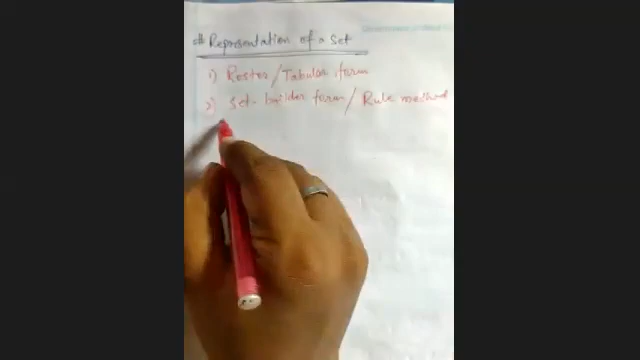 # Representation of a Set
1) Roster/Tabular form
2) Set-builder form/Rule method